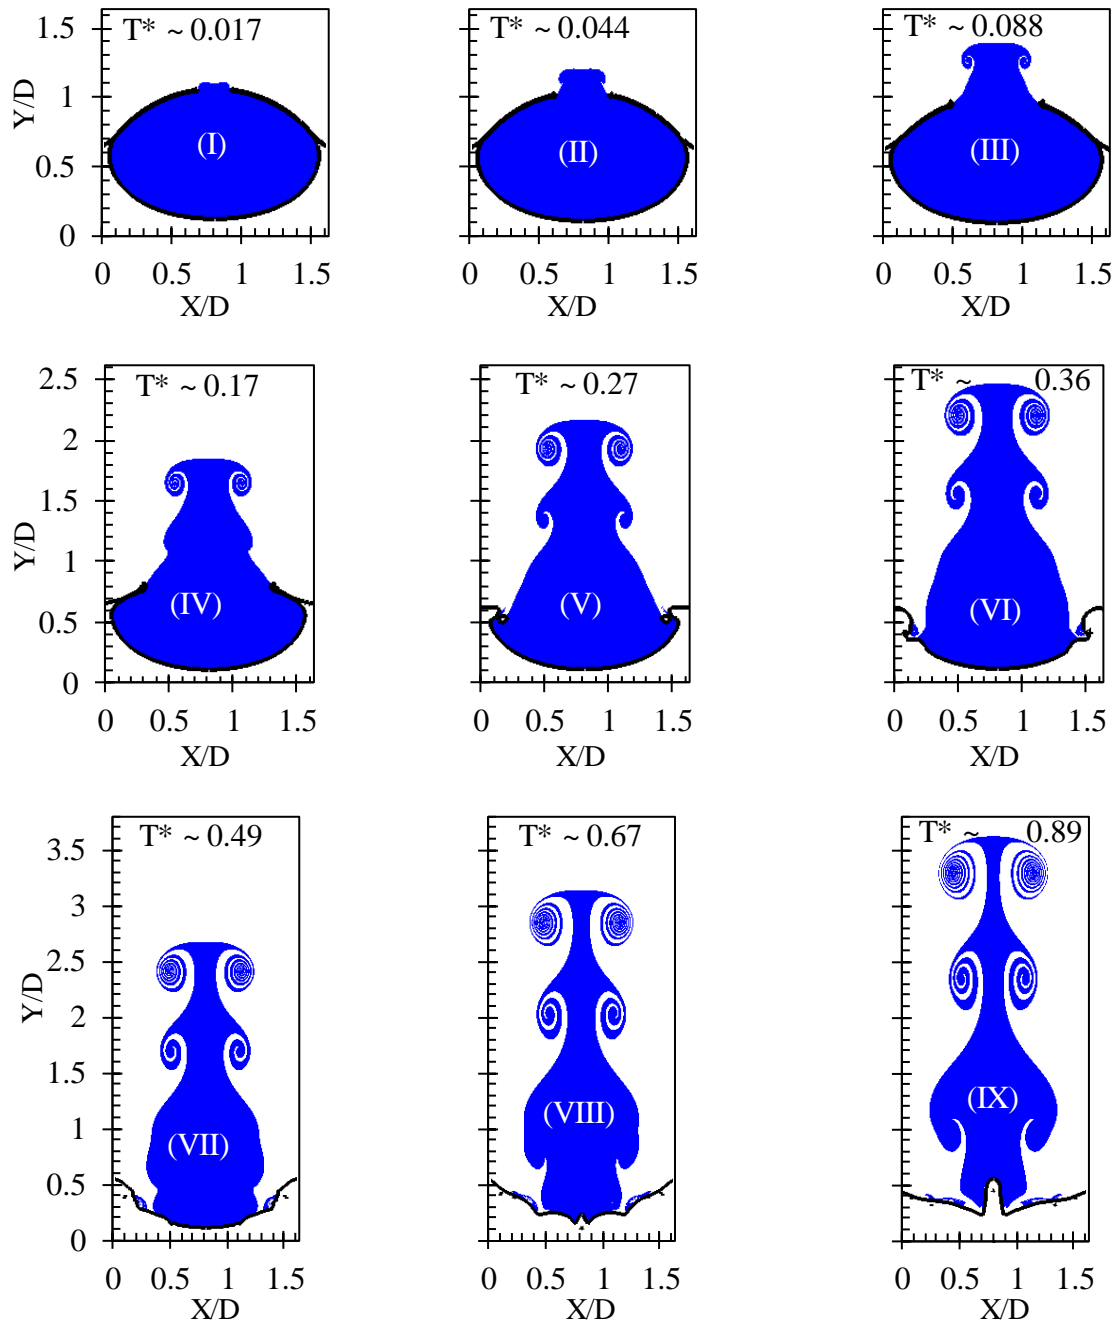 T* ~ 0.017
T* ~ 0.044
T* ~ 0.088
1.5
1
0.5
0
Y/D
(I)
(II)
(III)
0 0.5 1 1.5
0 0.5 1 1.5
0 0.5 1 1.5
X/D
X/D
X/D
T* ~ 0.17
T* ~ 0.27
T* ~ 0.36
2.5
2
1.5
1
0.5
0
Y/D
(IV)
(V)
(VI)
0 0.5 1 1.5
0 0.5 1 1.5
0 0.5 1 1.5
X/D
X/D
X/D
T* ~ 0.49
T* ~ 0.67
T* ~ 0.89
3.5
3
2.5
2
1.5
1
0.5
0
Y/D
(VII)
(VIII)
(IX)
0 0.5 1 1.5
0 0.5 1 1.5
0 0.5 1 1.5
X/D
X/D
X/D